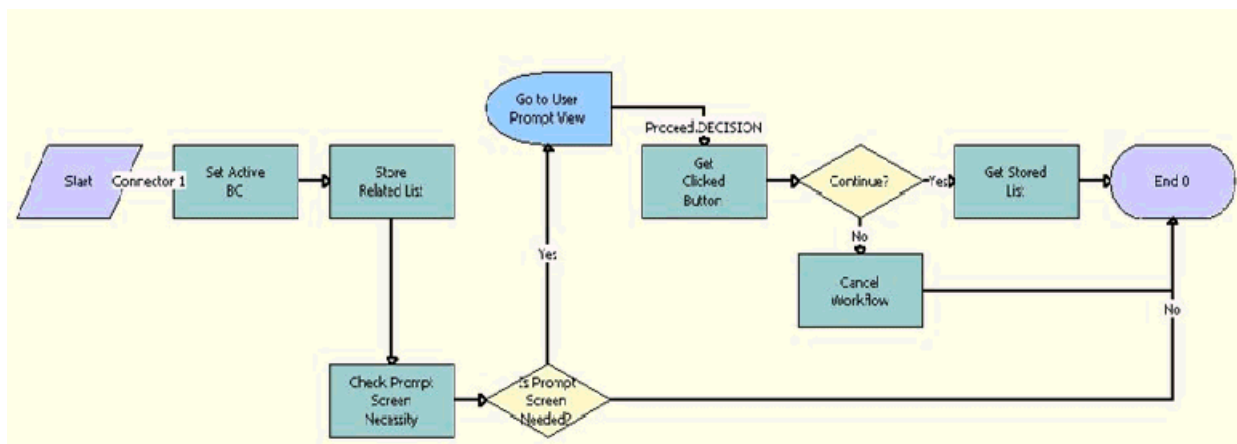 Start
Connector 1
Set Active
BC
Store
Related List
Go to User
Prompt View
Proceed.DECISION
Get
Clicked
Button
Continue?
Yes
Get Stored
List
End 0
No
Cancel
Workflow
No
Yes
Check Prompt
Screen
Necessity
Is Prompt
Screen
Needed?